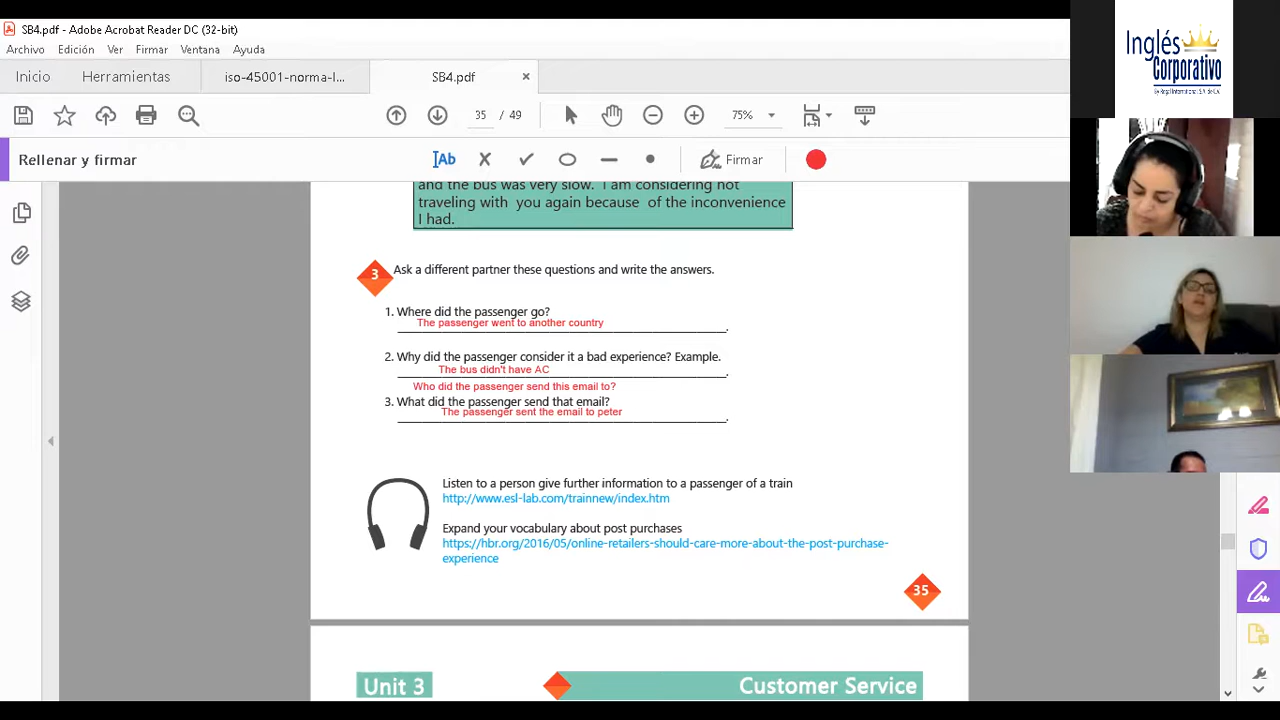 SB4.pdf - Adobe Acrobat Reader DC (32-bit)
Archivo Edición Ver Firmar Ventana Ayuda
Inicio Herramientas iso-45001-norma-I... SB4.pdf ×
35 / 49 75%
Rellenar y firmar IAb Firmar
Inglés
Corporativo
and the bus was very slow. I am considering not
traveling with you again because of the inconvenience
I had.
3 Ask a different partner these questions and write the answers.
1. Where did the passenger go?
The passenger went to another country
2. Why did the passenger consider it a bad experience? Example.
The bus didn't have AC
Who did the passenger send this email to?
3. What did the passenger send that email?
The passenger sent the email to peter
Listen to a person give further information to a passenger of a train
http://www.esl-lab.com/trainnew/index.htm
Expand your vocabulary about post purchases
https://hbr.org/2016/05/online-retailers-should-care-more-about-the-post-purchase-
experience
35
Unit 3 Customer Service